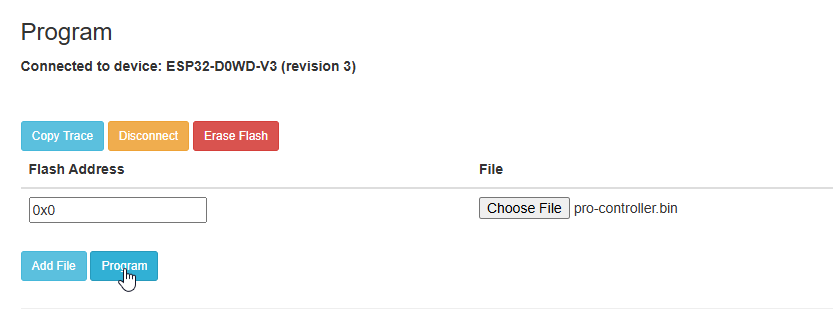 Program
Connected to device: ESP32-D0WD-V3 (revision 3)
Copy Trace Disconnect Erase Flash
Flash Address File
0x0 Choose File pro-controller.bin
Add File Program